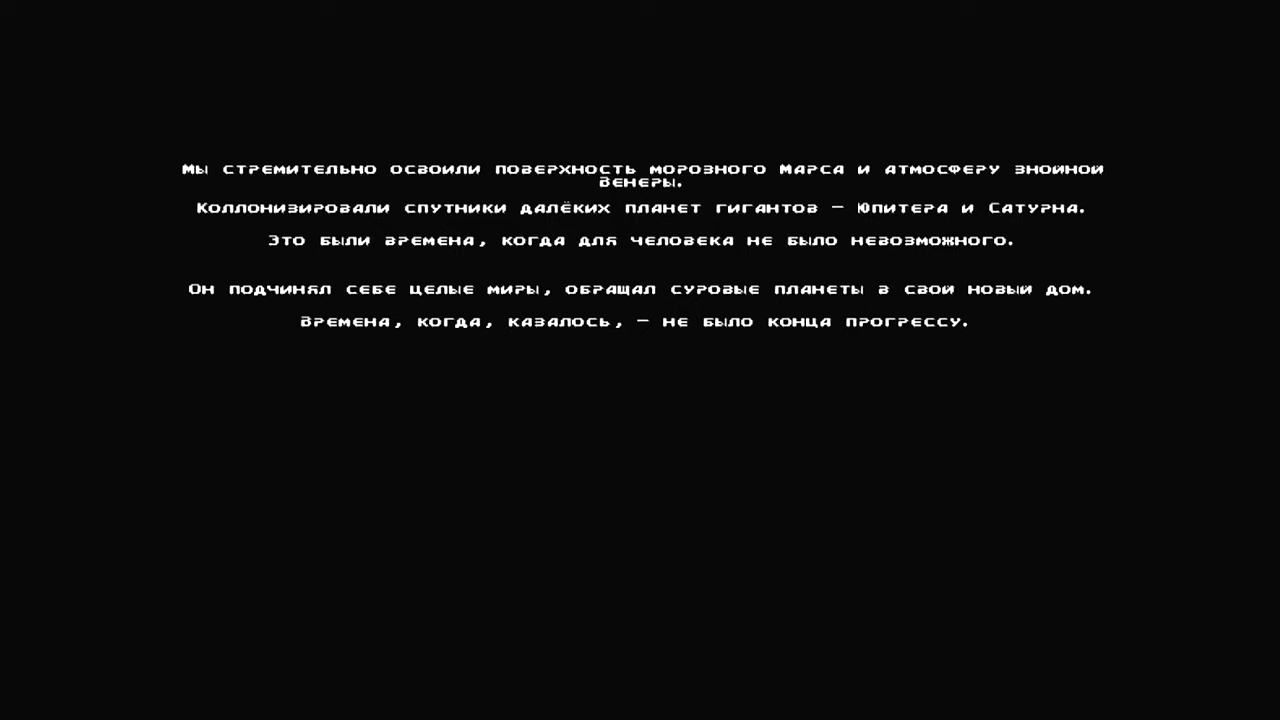 Мы стремительно освоили поверхность морозного Марса и атмосферу знойной
Венеры.
Коллонизировали спутники далёких планет гигантов – Юпитера и Сатурна.
Это были времена, когда для человека не было невозможного.
Он подчинял себе целые миры, обращал суровые планеты в свой новый дом.
Времена, когда, казалось, – не было конца прогрессу.